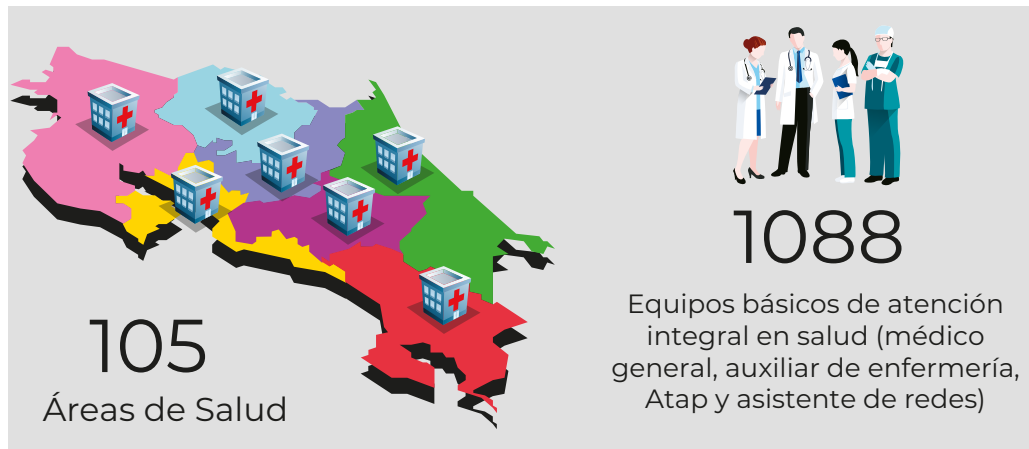 105
Áreas de Salud
1088
Equipos básicos de atención
integral en salud (médico
general, auxiliar de enfermería,
Atap y asistente de redes)